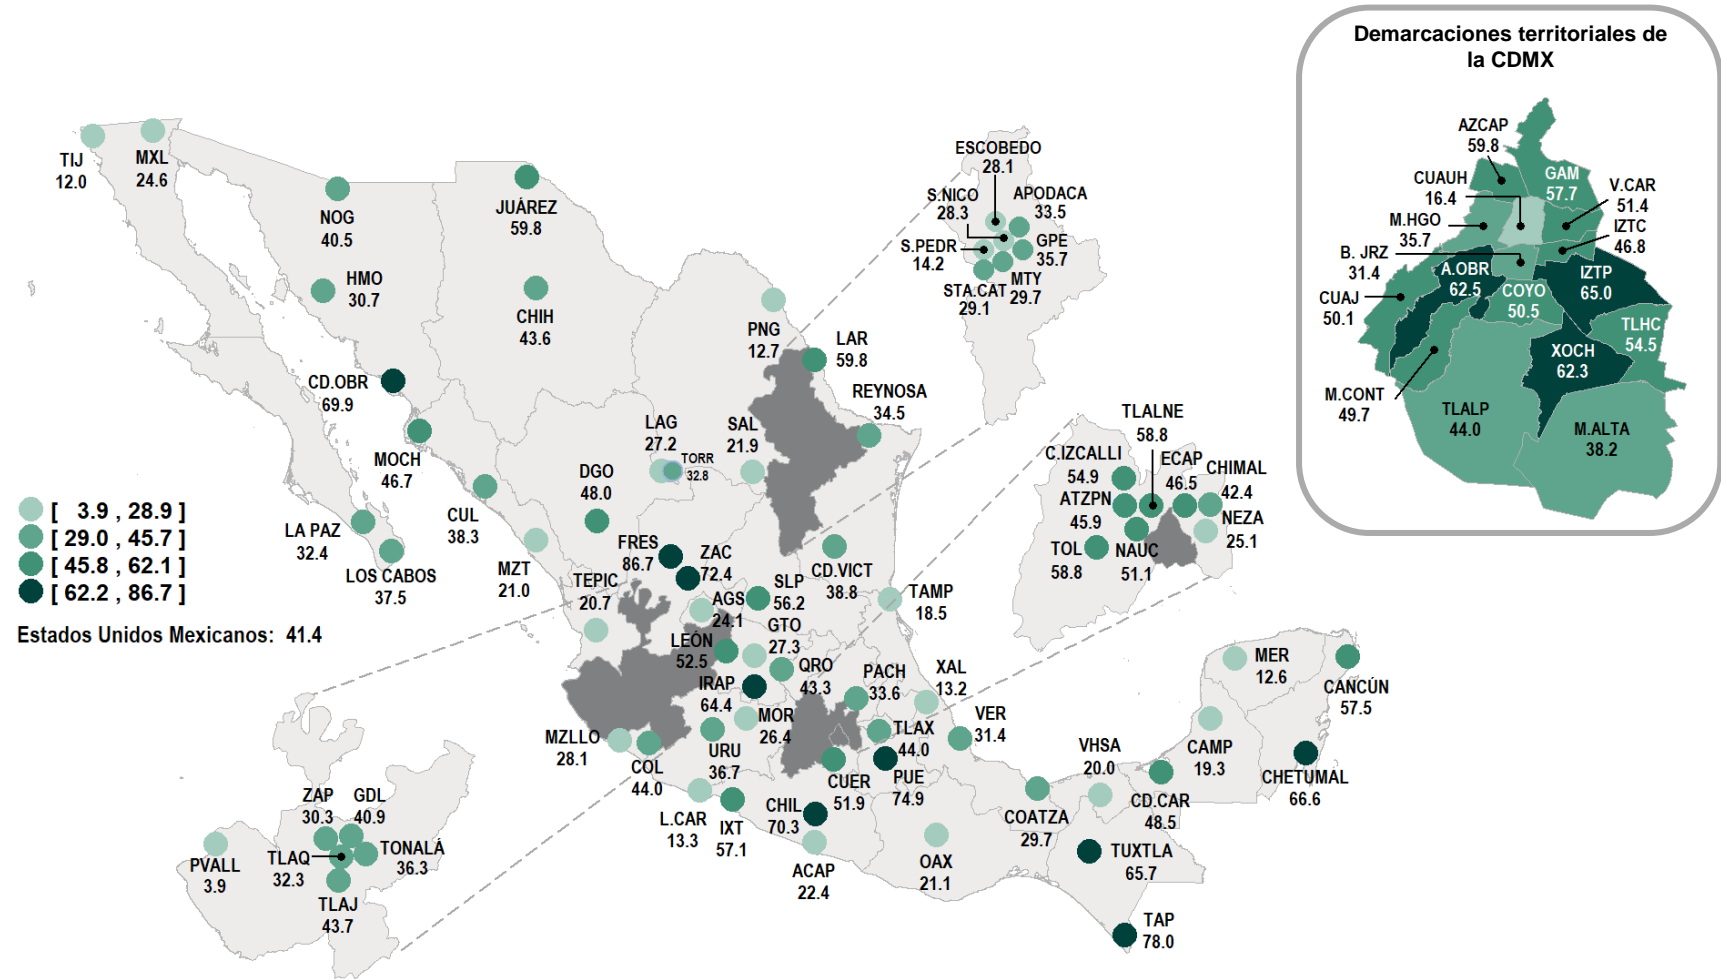 Demarcaciones territoriales de
la CDMX
AZCAP
59.8
CUAUH
16.4
GAM
57.7
V.CAR
51.4
M.HGO
35.7
IZTC
46.8
B. JRZ
31.4
A.OBR
62.5
IZTP
65.0
CUAJ
50.1
COYO
50.5
TLHC
54.5
XOCH
62.3
M.CONT
49.7
TLALP
44.0
M.ALTA
38.2
TIJ
12.0
MXL
24.6
NOG
40.5
JUÁREZ
59.8
HMO
30.7
CHIH
43.6
ESCOBEDO
28.1
S.NICO
28.3
APODACA
33.5
S.PEDR
14.2
GPE
35.7
MTY
29.7
STA.CAT
29.1
PNG
12.7
LAR
59.8
CD.OBR
69.9
REYNOSA
34.5
MOCH
46.7
LAG
27.2
TORR
32.8
SAL
21.9
DGO
48.0
TLALNE
58.8
C.IZCALLI
54.9
ECAP
46.5
CHIMAL
42.4
ATZPN
45.9
NEZA
25.1
TOL
58.8
NAUC
51.1
[ 3.9 , 28.9 ]
[ 29.0 , 45.7 ]
[ 45.8 , 62.1 ]
[ 62.2 , 86.7 ]
Estados Unidos Mexicanos: 41.4
LA PAZ
32.4
LOS CABOS
37.5
CUL
38.3
MZT
21.0
FRES
86.7
ZAC
72.4
TEPIC
20.7
AGS
24.1
SLP
56.2
CD.VICT
38.8
TAMP
18.5
LEÓN
52.5
GTO
27.3
IRAP
64.4
QRO
43.3
PACH
33.6
XAL
13.2
MER
12.6
CANCÚN
57.5
MZLLO
28.1
COL
44.0
URU
36.7
MOR
26.4
TLAX
44.0
VER
31.4
VHSA
20.0
CAMP
19.3
CHETUMAL
66.6
CUER
51.9
PUE
74.9
L.CAR
13.3
IXT
57.1
CHIL
70.3
ACAP
22.4
OAX
21.1
COATZA
29.7
CD.CAR
48.5
TUXTLA
65.7
TAP
78.0
ZAP
30.3
GDL
40.9
PVALL
3.9
TLAQ
32.3
TONALÁ
36.3
TLAJ
43.7